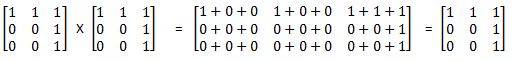 [1 1 1] [1 1 1] [1+0+0 1+0+0 1+1+1] [1 1 1]
[0 0 1] X [0 0 1] = [0+0+0 0+0+0 0+0+1] = [0 0 1]
[0 0 1] [0 0 1] [0+0+0 0+0+0 0+0+1] [0 0 1]